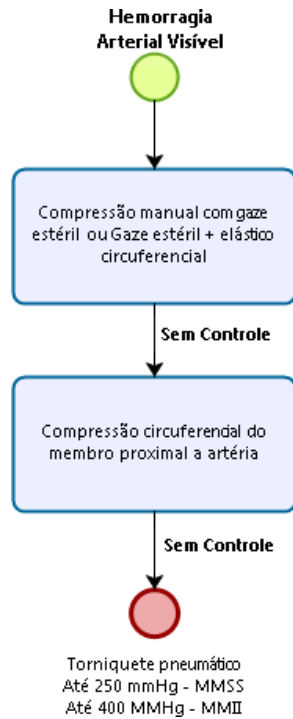 Hemorragia
Arterial Visível
Compressão manual com gaze
estéril ou Gaze estéril + elástico
circuferencial
Sem Controle
Compressão circuferencial do
membro proximal a artéria
Sem Controle
Torniquete pneumático
Até 250 mmHg - MMSS
Até 400 MMHg - MMII